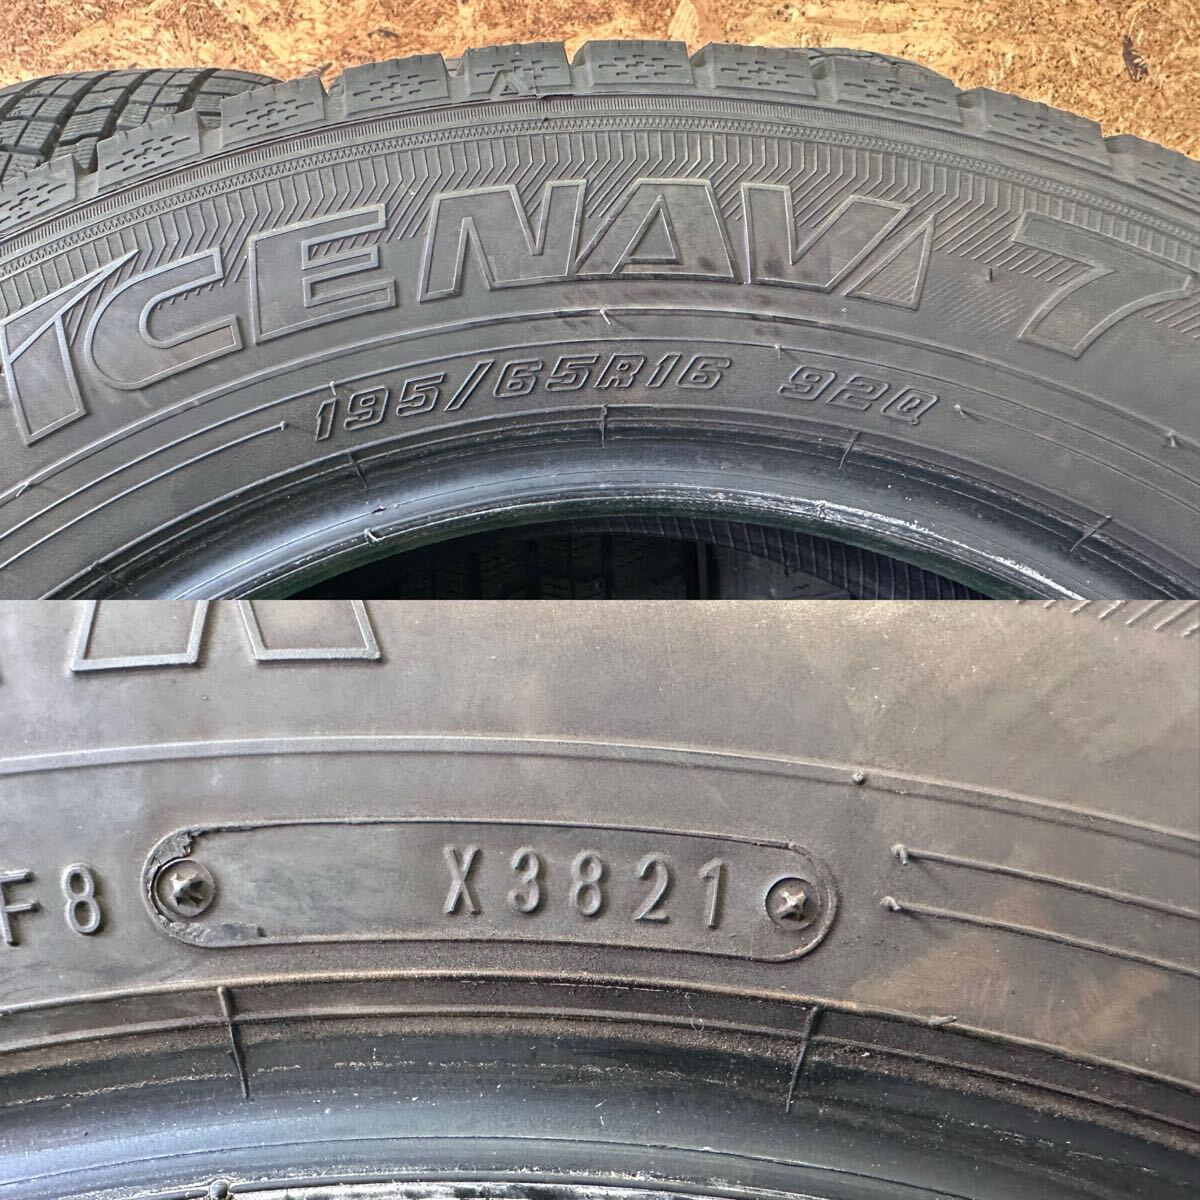 ICENAVI 7
195/65R16 92Q
F8 X3821